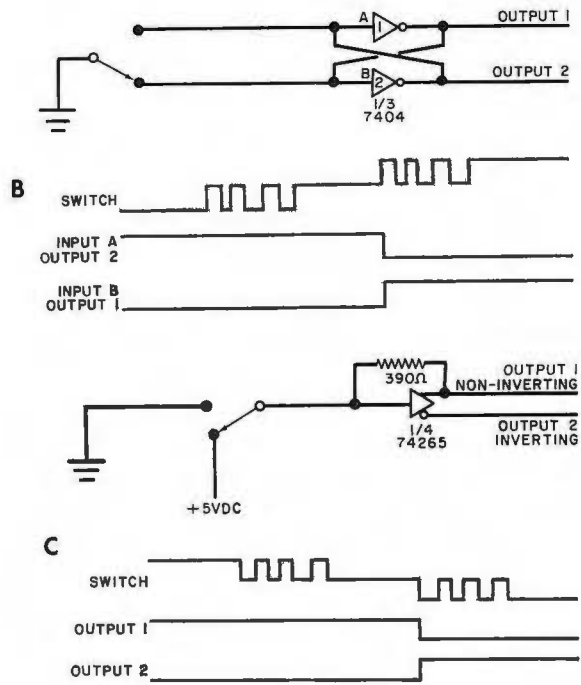 A
1
OUTPUT 1
B
2
OUTPUT 2
1/3
7404
B
SWITCH
INPUT A
OUTPUT 2
INPUT B
OUTPUT 1
390Ω
OUTPUT 1
NON-INVERTING
1/4
74265
OUTPUT 2
INVERTING
+5VDC
C
SWITCH
OUTPUT 1
OUTPUT 2